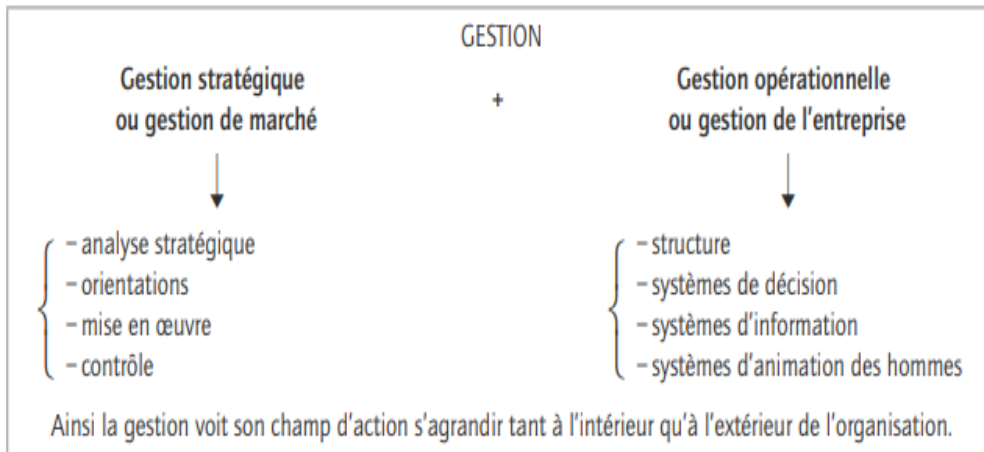 GESTION
Gestion stratégique
ou gestion de marché
+
Gestion opérationnelle
ou gestion de l'entreprise
– analyse stratégique
– orientations
– mise en œuvre
– contrôle
– structure
– systèmes de décision
– systèmes d'information
– systèmes d'animation des hommes
Ainsi la gestion voit son champ d'action s'agrandir tant à l'intérieur qu'à l'extérieur de l'organisation.